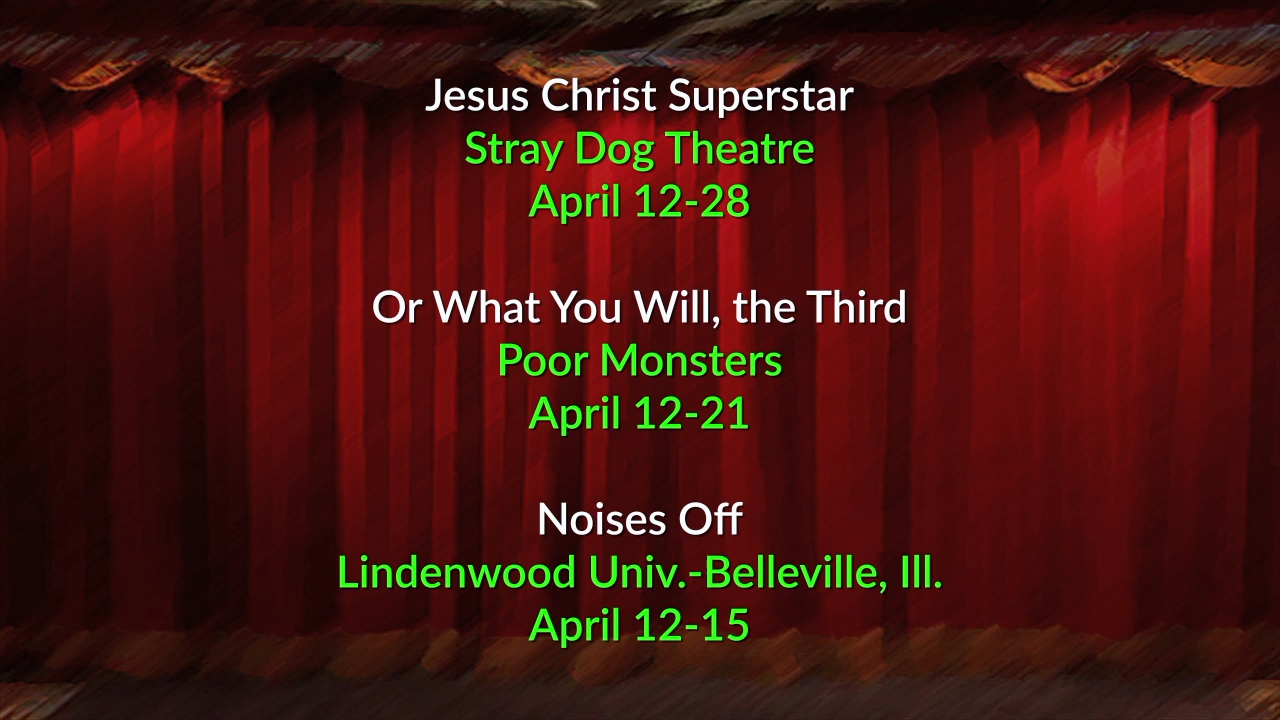 Jesus Christ Superstar
Stray Dog Theatre
April 12-28
Or What You Will, the Third
Poor Monsters
April 12-21
Noises Off
Lindenwood Univ.-Belleville, Ill.
April 12-15